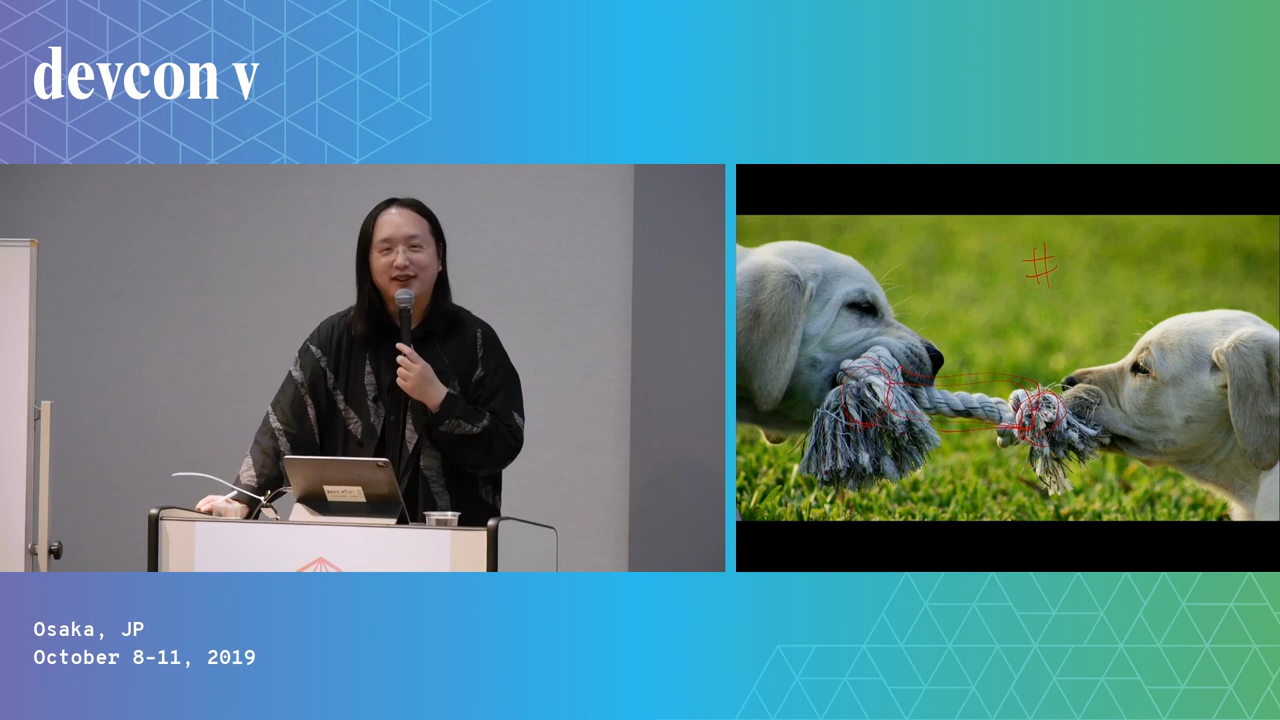 devcon v
#
Osaka, JP
October 8-11, 2019